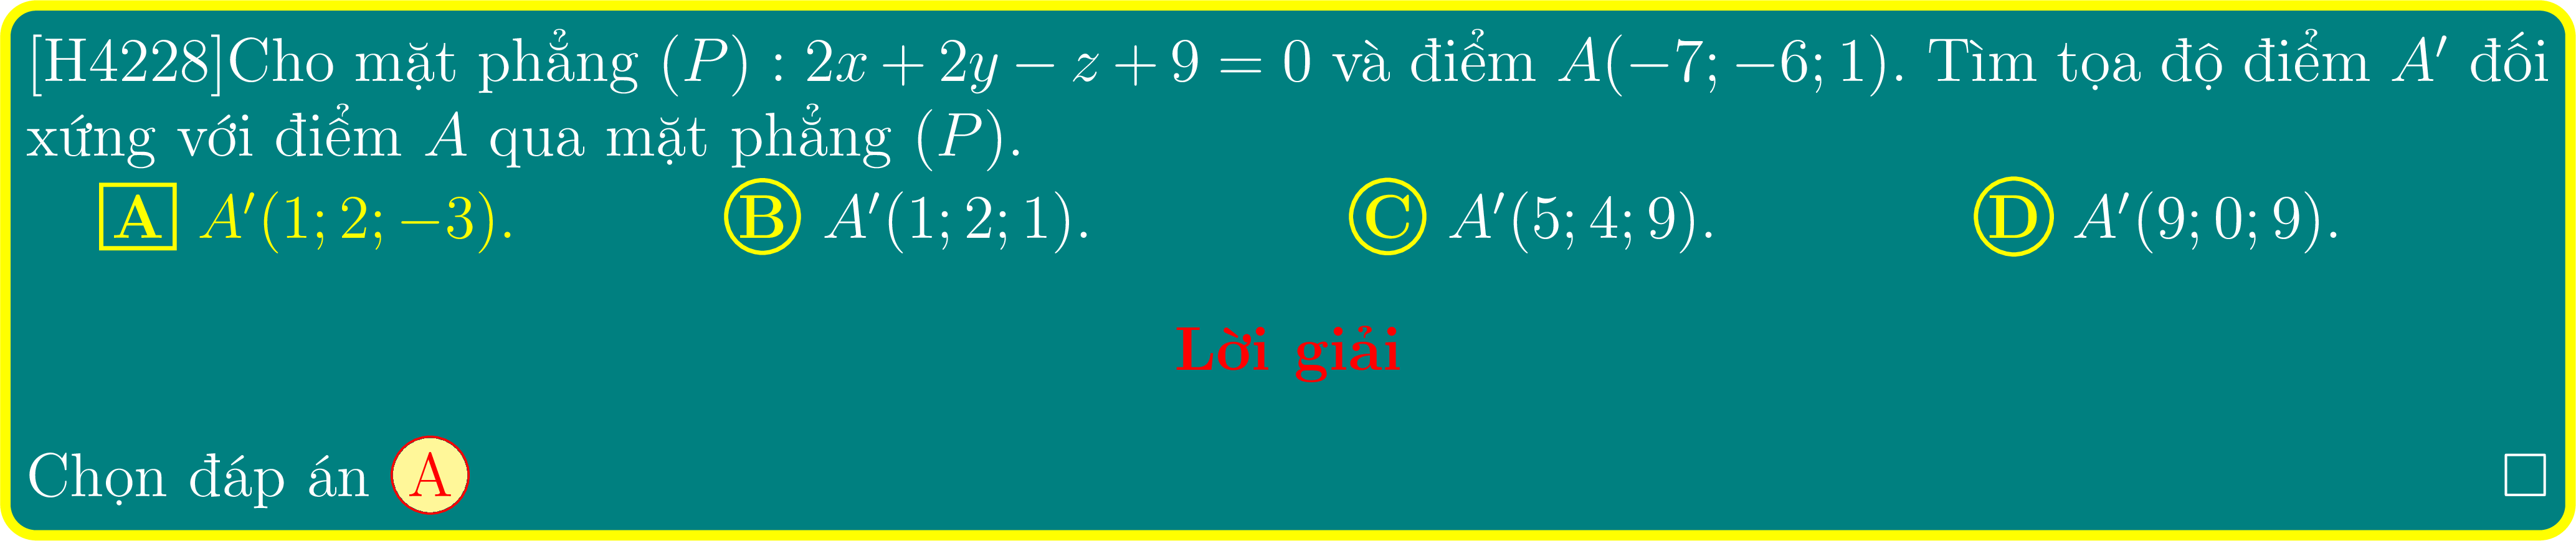 [H4228]Cho mặt phẳng (P) : 2x + 2y − z + 9 = 0 và điểm A(−7; −6; 1). Tìm tọa độ điểm A′ đối
xứng với điểm A qua mặt phẳng (P).
A A′(1; 2; −3). B A′(1; 2; 1). C A′(5; 4; 9). D A′(9; 0; 9).
Lời giải
Chọn đáp án A □